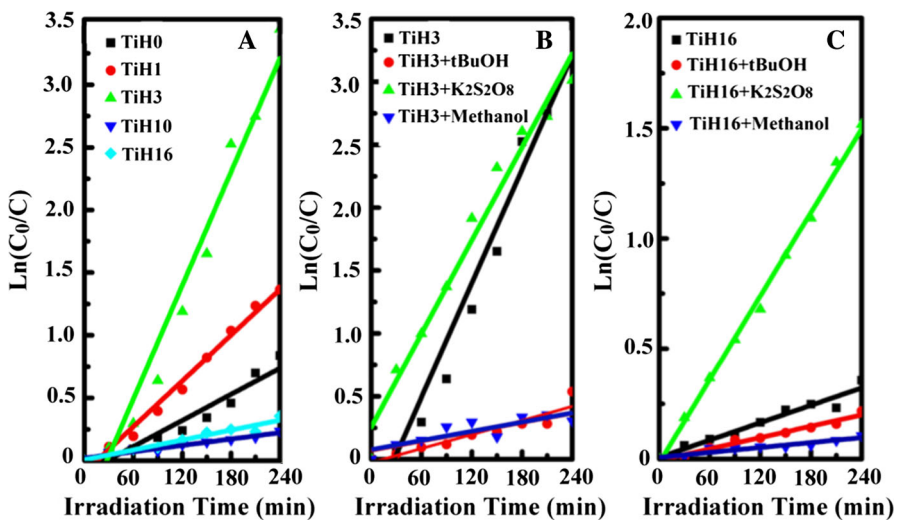 A
Ln(C0/C)
3.5
3.0
2.5
2.0
1.5
1.0
0.5
0
TiH0
TiH1
TiH3
TiH10
TiH16
0 60 120 180 240
Irradiation Time (min)
B
Ln(C0/C)
3.5
3.0
2.5
2.0
1.5
1.0
0.5
0
TiH3
TiH3+tBuOH
TiH3+K2S2O8
TiH3+Methanol
0 60 120 180 240
Irradiation Time (min)
C
Ln(C0/C)
2.0
1.5
1.0
0.5
0
TiH16
TiH16+tBuOH
TiH16+K2S2O8
TiH16+Methanol
0 60 120 180 240
Irradiation Time (min)